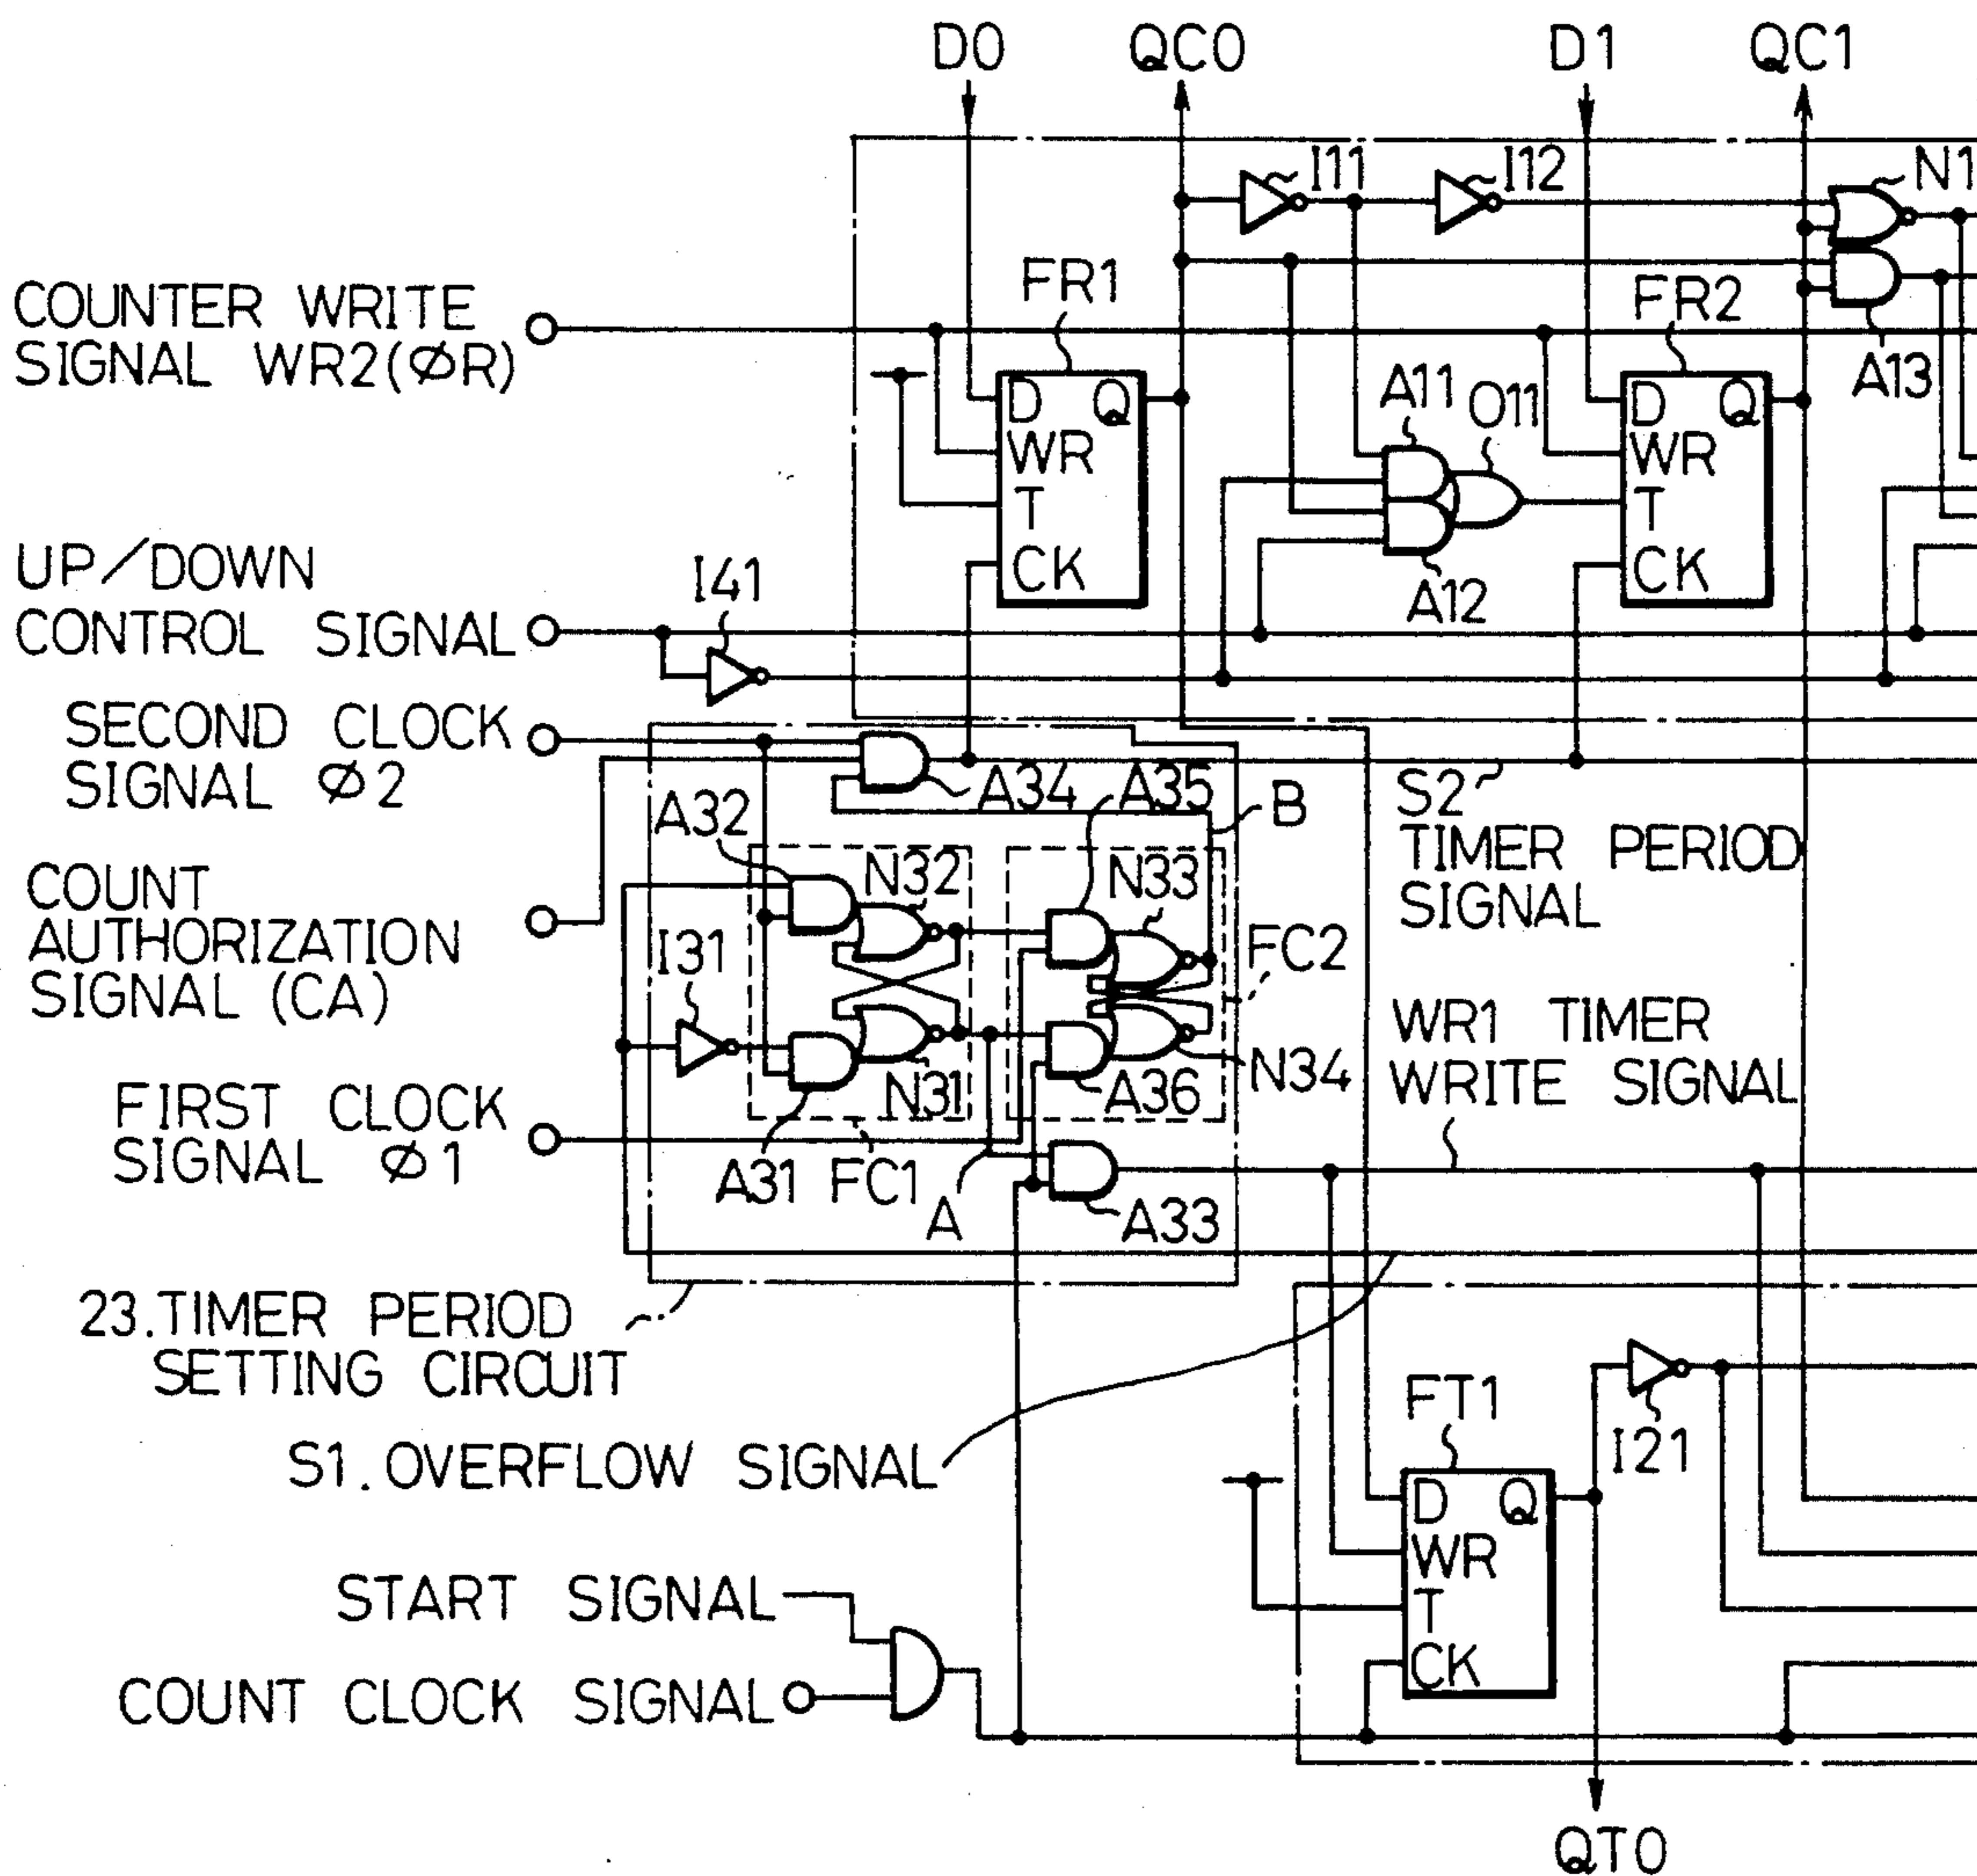 D0
QC0
D1
QC1
I11
I12
N1
COUNTER WRITE
SIGNAL WR2(ØR)
FR1
FR2
A13
D Q
WR
T
CK
A11
O11
A12
D Q
WR
T
CK
UP/DOWN
CONTROL SIGNAL
I41
SECOND CLOCK
SIGNAL Ø2
A34
A35
B
S2
TIMER PERIOD
SIGNAL
A32
N32
N33
COUNT
AUTHORIZATION
SIGNAL (CA)
I31
FC2
WR1 TIMER
WRITE SIGNAL
N31
A36
N34
FIRST CLOCK
SIGNAL Ø1
A31
FC1
A
A33
23.TIMER PERIOD
SETTING CIRCUIT
S1.OVERFLOW SIGNAL
FT1
I21
D Q
WR
T
CK
START SIGNAL
COUNT CLOCK SIGNAL
QT0